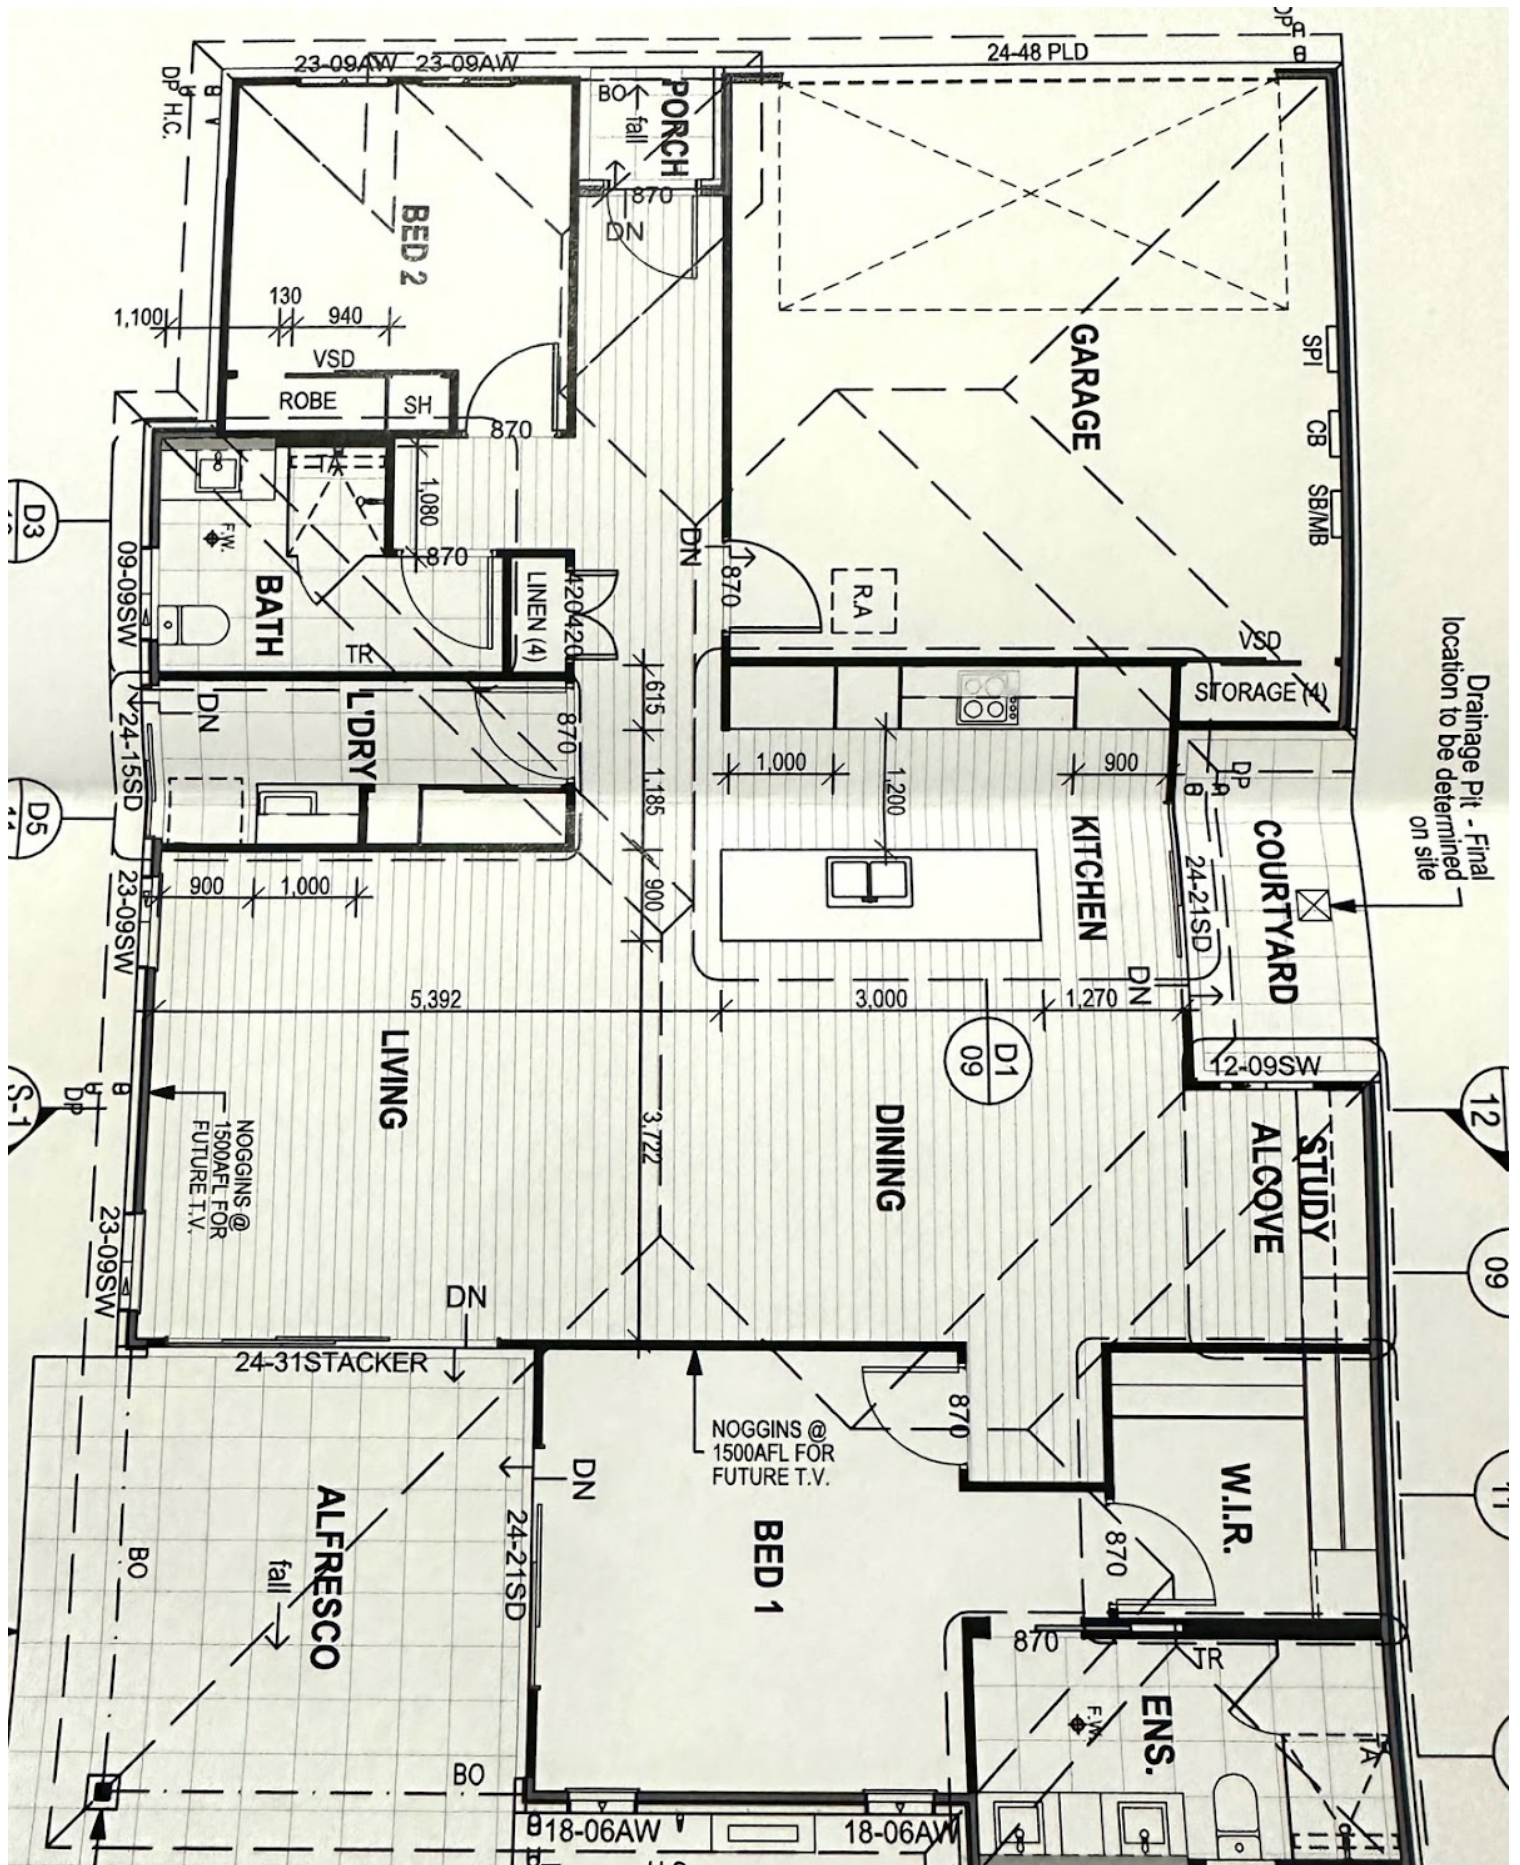 24-48 PLD
DP
23-09AW
23-09AW
DP H.C.
BO
fall
PORCH
870
DN
BED 2
130
1,100
940
VSD
ROBE
SH
870
GARAGE
SPI
CB
SB/MB
TA
1,080
F.W.
BATH
870
TR
LINEN (4)
420
420
DN
870
R.A
VSD
STORAGE (4)
D3
09-09SW
DN
L'DRY
870
24-15SD
D5
615
1,185
900
1,000
900
1,200
KITCHEN
DP
COURTYARD
24-21SD
DN
Drainage Pit - Final
location to be determined
on site
900
1,000
23-09SW
5,392
3,000
1,270
LIVING
D1
09
DINING
3,722
12-09SW
STUDY
ALCOVE
12
09
11
S-1
DP
NOGGINS @
1500AFL FOR
FUTURE T.V.
23-09SW
DN
24-31STACKER
NOGGINS @
1500AFL FOR
FUTURE T.V.
870
W.I.R.
870
DN
24-21SD
BED 1
ALFRESCO
fall
BO
BO
870
TR
ENS.
F.W.
TA
18-06AW
18-06AW